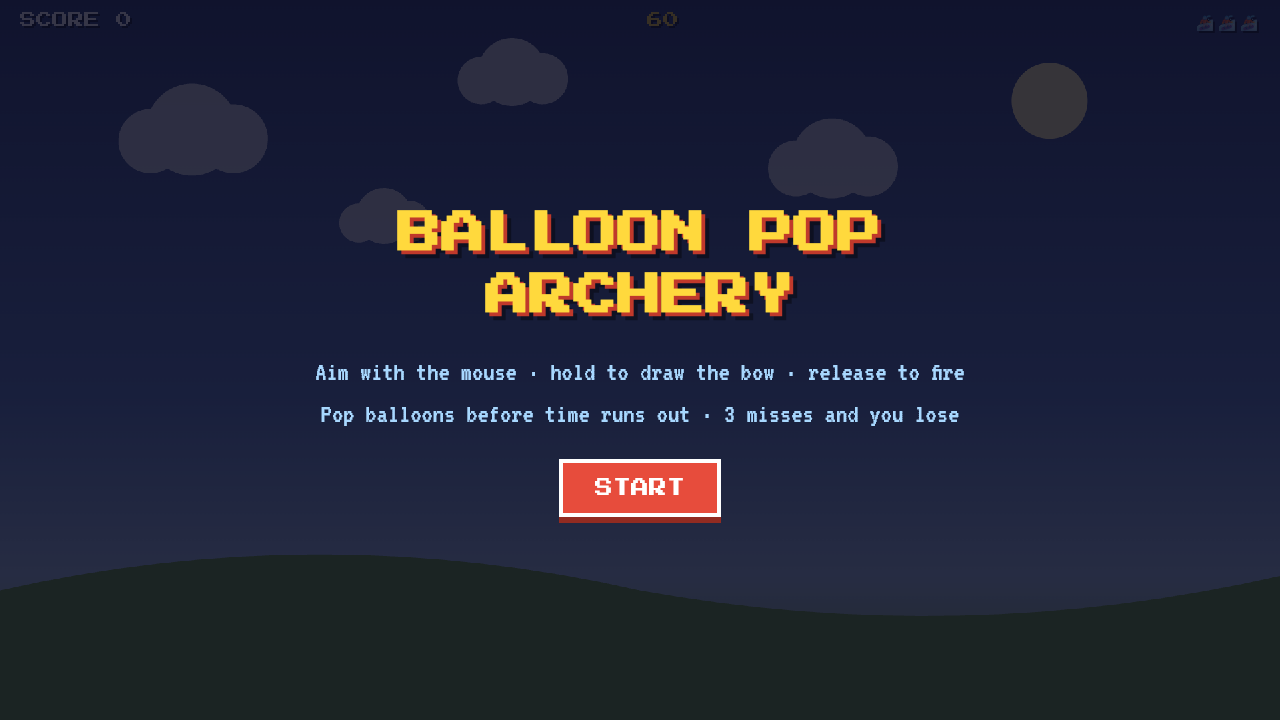 SCORE 0
60
BALLOON POP
ARCHERY
Aim with the mouse · hold to draw the bow · release to fire
Pop balloons before time runs out · 3 misses and you lose
START